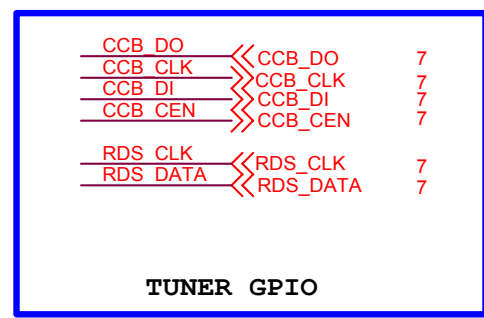 CCB_DO CCB_DO 7
CCB_CLK CCB_CLK 7
CCB_DI CCB_DI 7
CCB_CEN CCB_CEN 7
RDS_CLK RDS_CLK 7
RDS_DATA RDS_DATA 7
TUNER GPIO